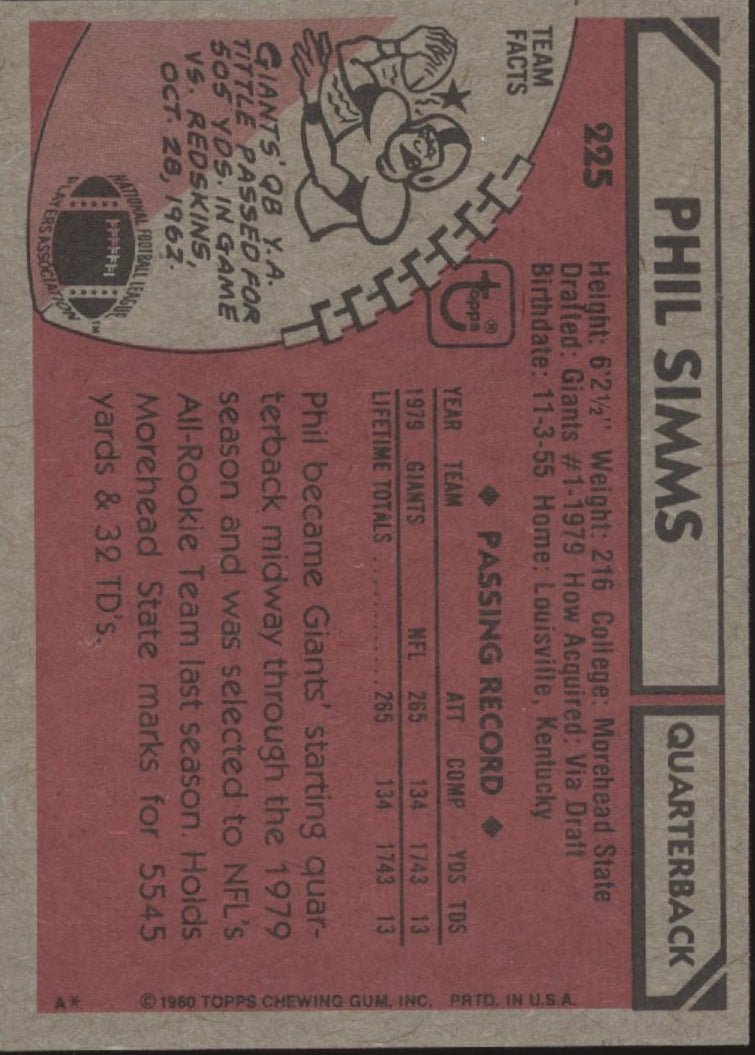 PHIL SIMMS
QUARTERBACK
225
Height: 6'2½" Weight: 216 College: Morehead State
Drafted: Giants #1-1979 How Acquired: Via Draft
Birthdate: 11-3-55 Home: Louisville, Kentucky
TEAM
FACTS
topps®
GIANTS' QB Y.A.
TITTLE PASSED FOR
505 YDS. IN GAME
VS. REDSKINS,
OCT. 28, 1962.
NATIONAL FOOTBALL LEAGUE
PLAYERS ASSOCIATION™
◆ PASSING RECORD ◆
YEAR TEAM ATT COMP YDS TDS
1979 GIANTS NFL 265 134 1743 13
LIFETIME TOTALS .......... 265 134 1743 13
Phil became Giants' starting quar-
terback midway through the 1979
season and was selected to NFL's
All-Rookie Team last season. Holds
Morehead State marks for 5545
yards & 32 TD's.
A* © 1980 TOPPS CHEWING GUM, INC. PRTD. IN U.S.A.